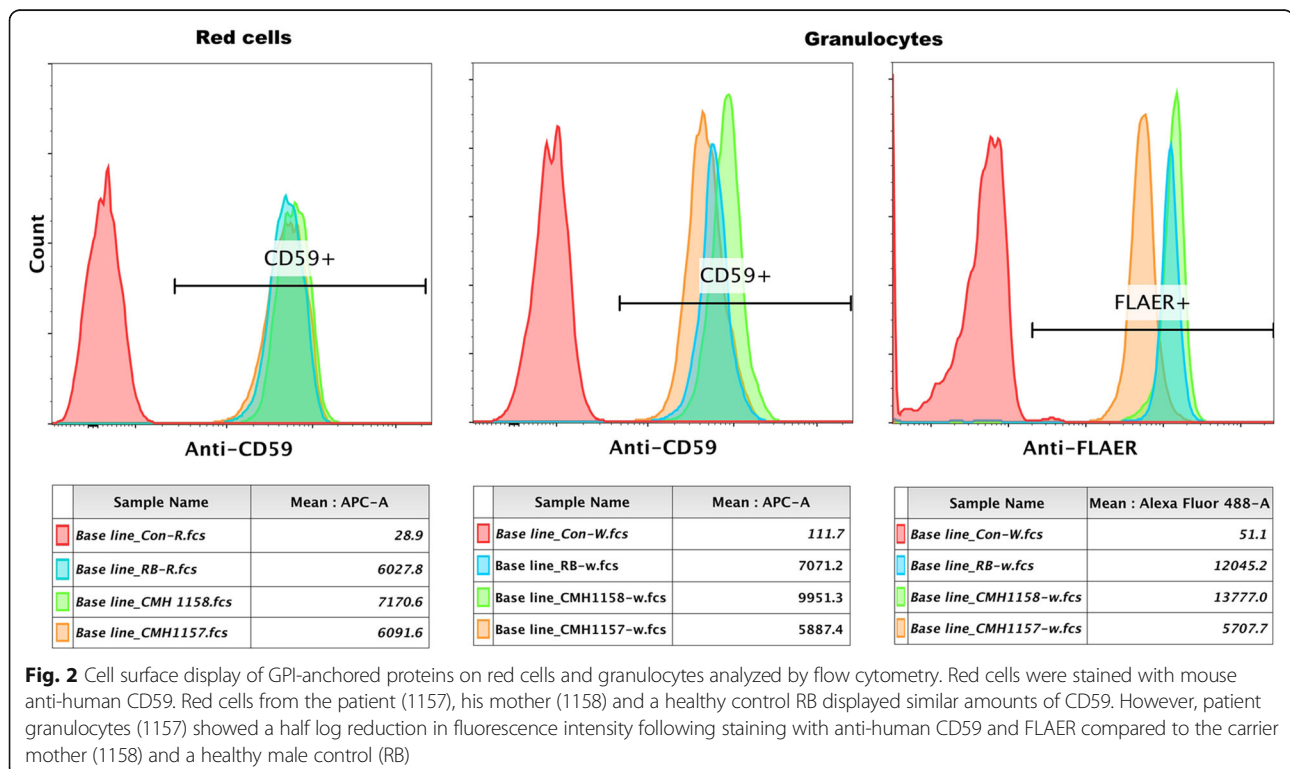 Red cells
Granulocytes
Count
CD59+
Anti-CD59
CD59+
Anti-CD59
FLAER+
Anti-FLAER
Sample Name Mean : APC-A
Base line_Con-R.fcs 28.9
Base line_RB-R.fcs 6027.8
Base line_CMH 1158.fcs 7170.6
Base line_CMH1157.fcs 6091.6
Sample Name Mean : APC-A
Base line_Con-W.fcs 111.7
Base line_RB-w.fcs 7071.2
Base line_CMH1158-w.fcs 9951.3
Base line_CMH1157-w.fcs 5887.4
Sample Name Mean : Alexa Fluor 488-A
Base line_Con-W.fcs 51.1
Base line_RB-w.fcs 12045.2
Base line_CMH1158-w.fcs 13777.0
Base line_CMH1157-w.fcs 5707.7
Fig. 2 Cell surface display of GPI-anchored proteins on red cells and granulocytes analyzed by flow cytometry. Red cells were stained with mouse
anti-human CD59. Red cells from the patient (1157), his mother (1158) and a healthy control RB displayed similar amounts of CD59. However, patient
granulocytes (1157) showed a half log reduction in fluorescence intensity following staining with anti-human CD59 and FLAER compared to the carrier
mother (1158) and a healthy male control (RB)